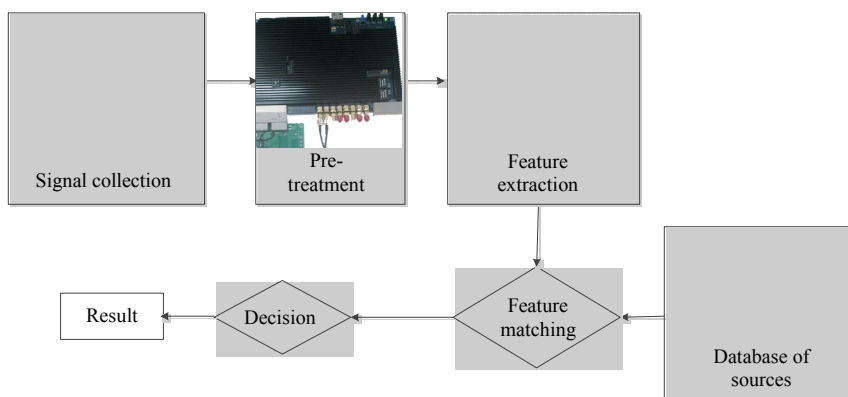 Signal collection
Pre-
treatment
Feature
extraction
Result
Decision
Feature
matching
Database of
sources